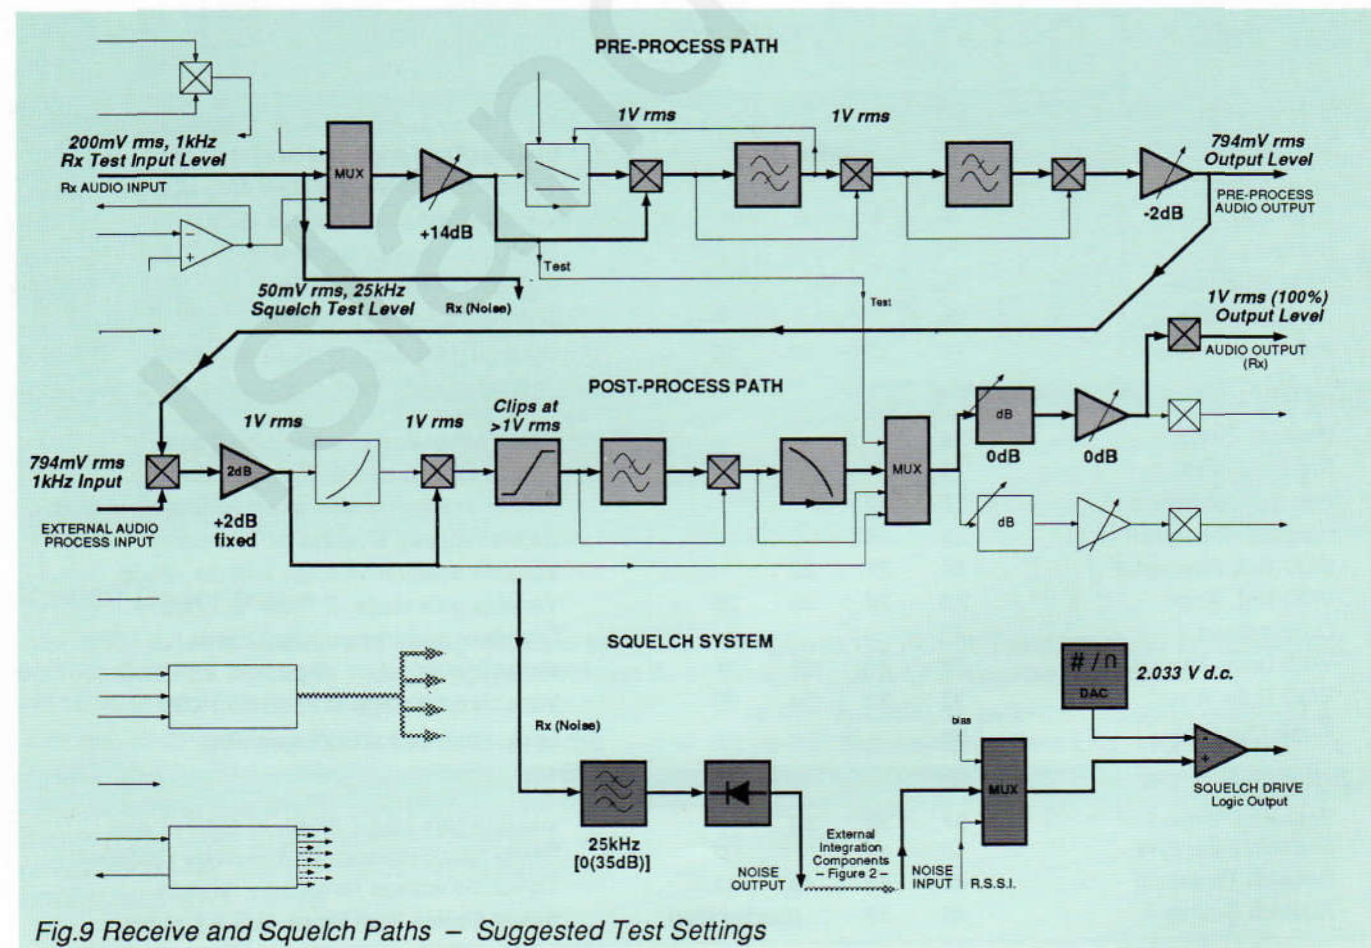 PRE-PROCESS PATH
200mV rms, 1kHz
Rx Test Input Level
Rx AUDIO INPUT
MUX
+14dB
1V rms
1V rms
794mV rms
Output Level
PRE-PROCESS
AUDIO OUTPUT
-2dB
-
+
Test
50mV rms, 25kHz
Squelch Test Level
Rx (Noise)
Test
1V rms (100%)
Output Level
AUDIO OUTPUT
(Rx)
POST-PROCESS PATH
1V rms
1V rms
Clips at
>1V rms
794mV rms
1kHz Input
2dB
MUX
dB
0dB
0dB
EXTERNAL AUDIO
PROCESS INPUT
+2dB
fixed
dB
SQUELCH SYSTEM
# / n
DAC
2.033 V d.c.
Rx (Noise)
bias
MUX
-
+
SQUELCH DRIVE
Logic Output
25kHz
[0(35dB)]
NOISE
OUTPUT
External
Integration
Components
– Figure 2 –
NOISE
INPUT
R.S.S.I.
Fig.9 Receive and Squelch Paths – Suggested Test Settings
Island